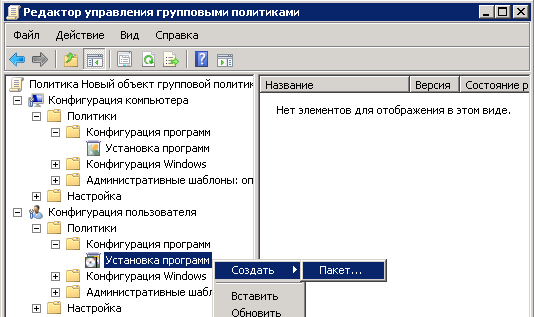 Редактор управления групповыми политиками
Файл Действие Вид Справка
Политика Новый объект групповой политик
Конфигурация компьютера
Политики
Конфигурация программ
Установка программ
Конфигурация Windows
Административные шаблоны: оп
Настройка
Конфигурация пользователя
Политики
Конфигурация программ
Установка программ
Конфигурация Windows
Административные шабл
Настройка
Название Версия Состояние р
Нет элементов для отображения в этом виде.
Создать
Вставить
Обновить
Пакет...